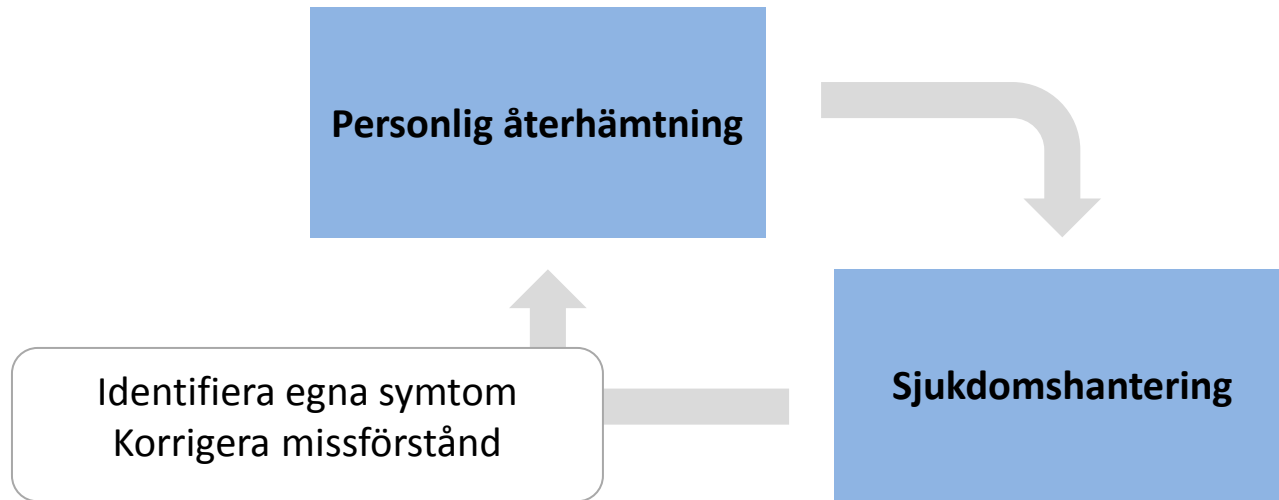 Personlig återhämtning
Sjukdomshantering
Identifiera egna symtom
Korrigera missförstånd